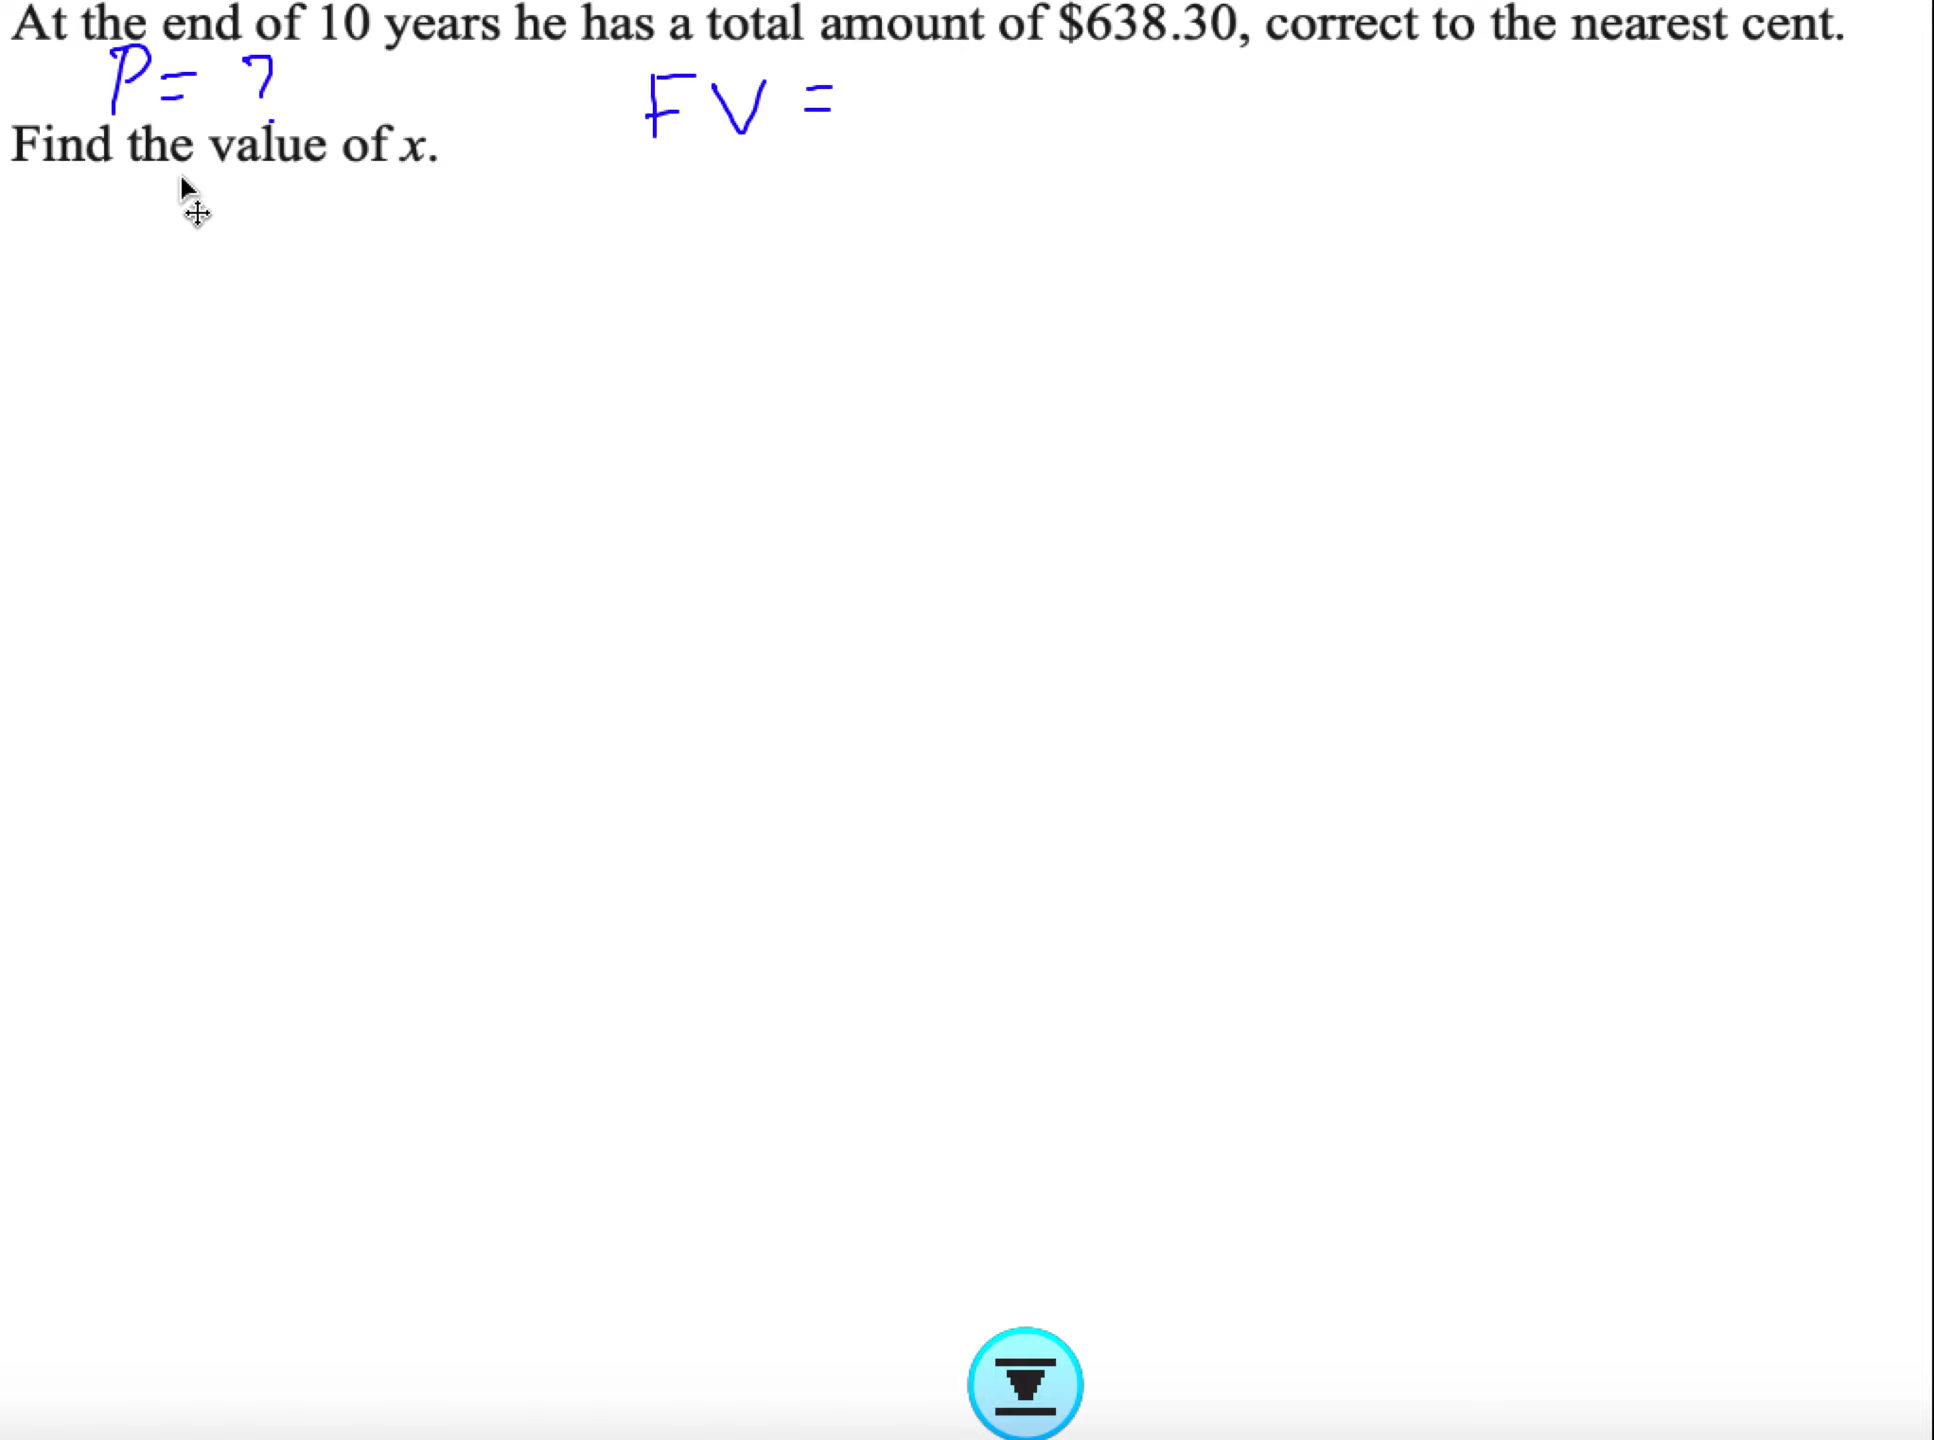 At the end of 10 years he has a total amount of $638.30, correct to the nearest cent.
P = ? FV =
Find the value of x.